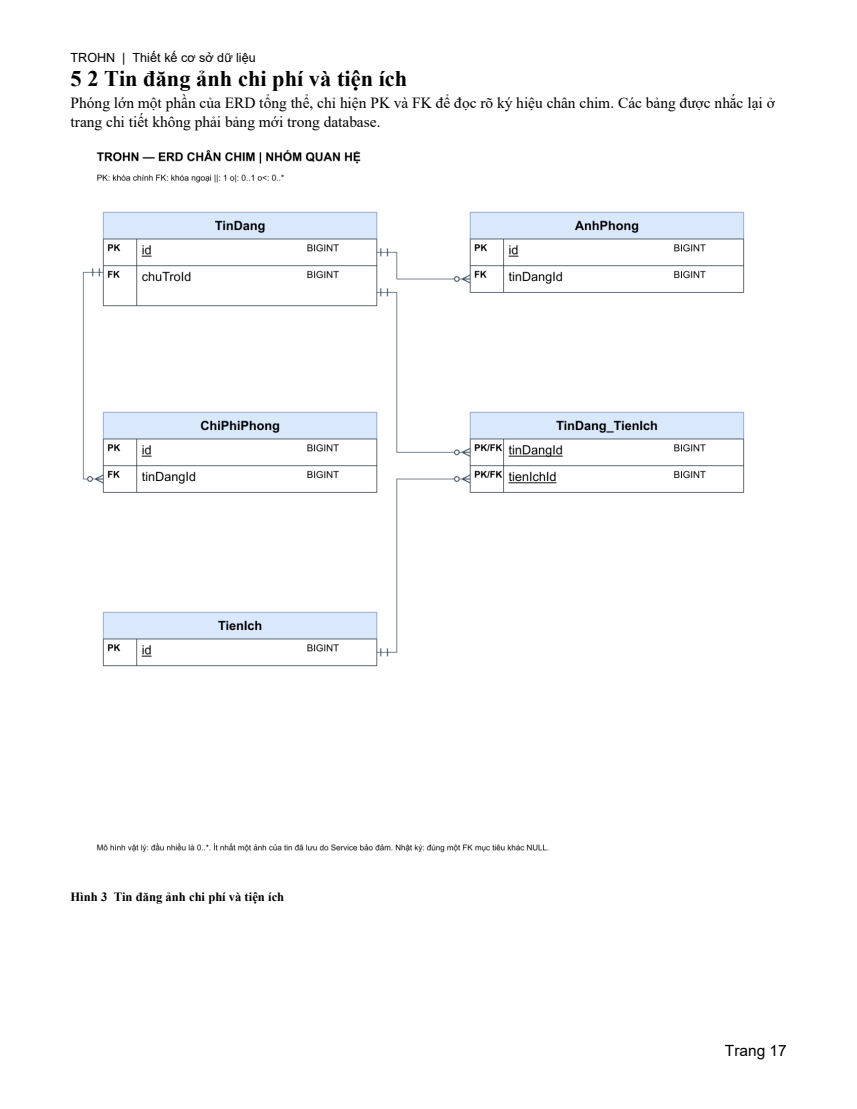 TROHN | Thiết kế cơ sở dữ liệu
5 2 Tin đăng ảnh chi phí và tiện ích
Phóng lớn một phần của ERD tổng thể, chỉ hiện PK và FK để đọc rõ ký hiệu chân chim. Các bảng được nhắc lại ở
trang chi tiết không phải bảng mới trong database.
TROHN — ERD CHÂN CHIM | NHÓM QUAN HỆ
PK: khóa chính FK: khóa ngoại ||: 1 o|: 0..1 o<: 0..*
TinDang
PK id BIGINT
FK chuTroId BIGINT
AnhPhong
PK id BIGINT
FK tinDangId BIGINT
ChiPhiPhong
PK id BIGINT
FK tinDangId BIGINT
TinDang_TienIch
PK/FK tinDangId BIGINT
PK/FK tienIchId BIGINT
TienIch
PK id BIGINT
Mô hình vật lý: đầu nhiều là 0..*. Ít nhất một ảnh của tin đã lưu do Service bảo đảm. Nhật ký: đúng một FK mục tiêu khác NULL.
Hình 3 Tin đăng ảnh chi phí và tiện ích
Trang 17